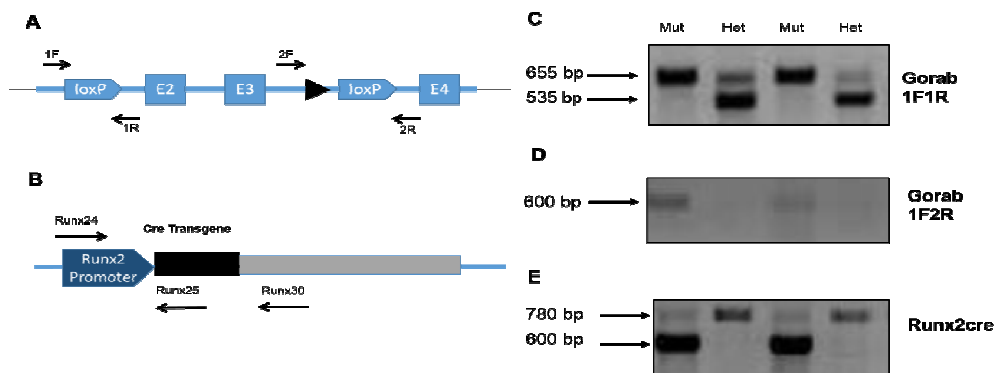 A
1F
2F
loxP
E2
E3
loxP
E4
1R
2R
B
Runx24
Cre Transgene
Runx2
Promoter
Runx25
Runx30
C
Mut
Het
Mut
Het
655 bp
535 bp
Gorab
1F1R
D
600 bp
Gorab
1F2R
E
780 bp
600 bp
Runx2cre